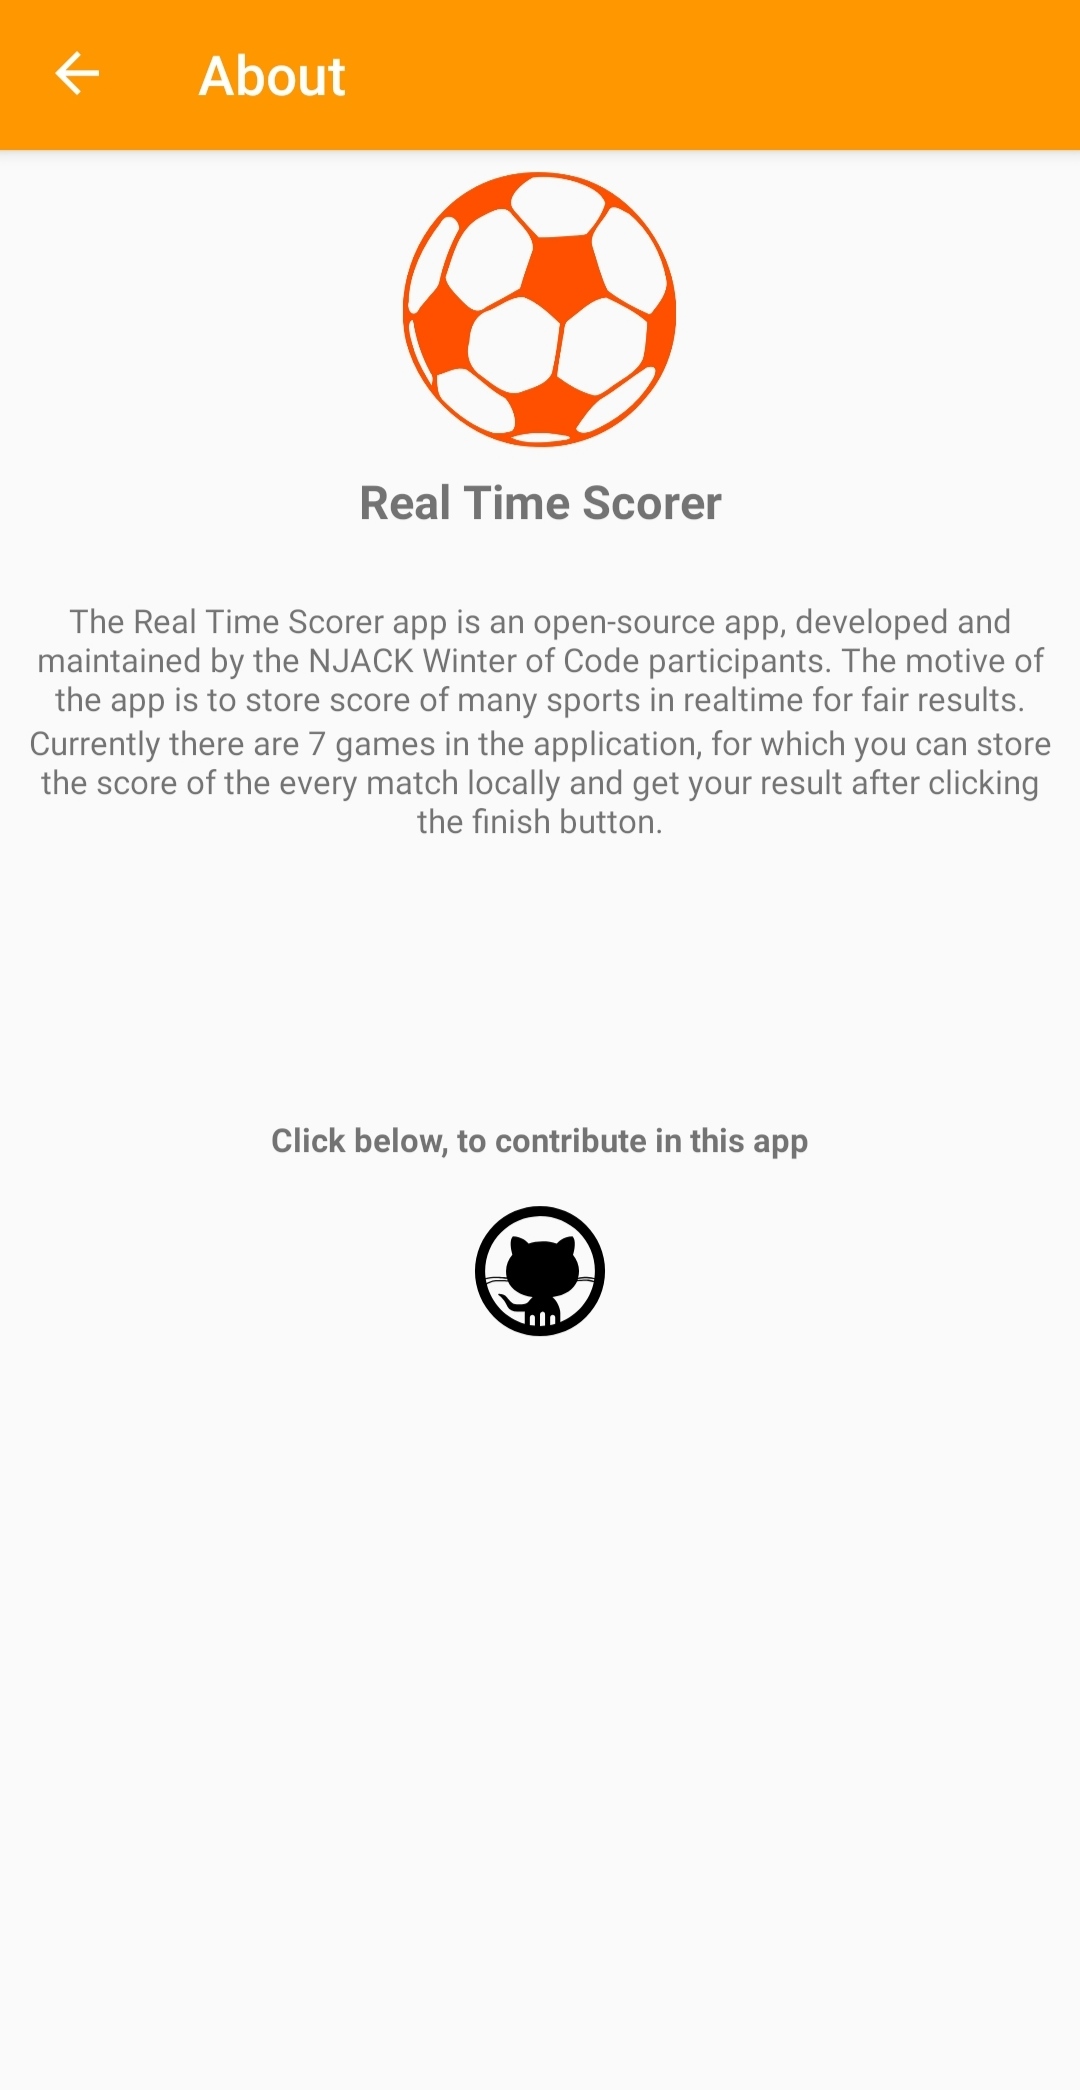 About
Real Time Scorer
The Real Time Scorer app is an open-source app, developed and
maintained by the NJACK Winter of Code participants. The motive of
the app is to store score of many sports in realtime for fair results.
Currently there are 7 games in the application, for which you can store
the score of the every match locally and get your result after clicking
the finish button.
Click below, to contribute in this app